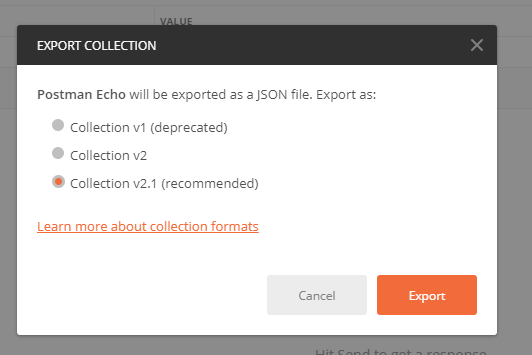 VALUE
EXPORT COLLECTION
Postman Echo will be exported as a JSON file. Export as:
Collection v1 (deprecated)
Collection v2
Collection v2.1 (recommended)
Learn more about collection formats
Cancel
Export
Hit Send to get a response